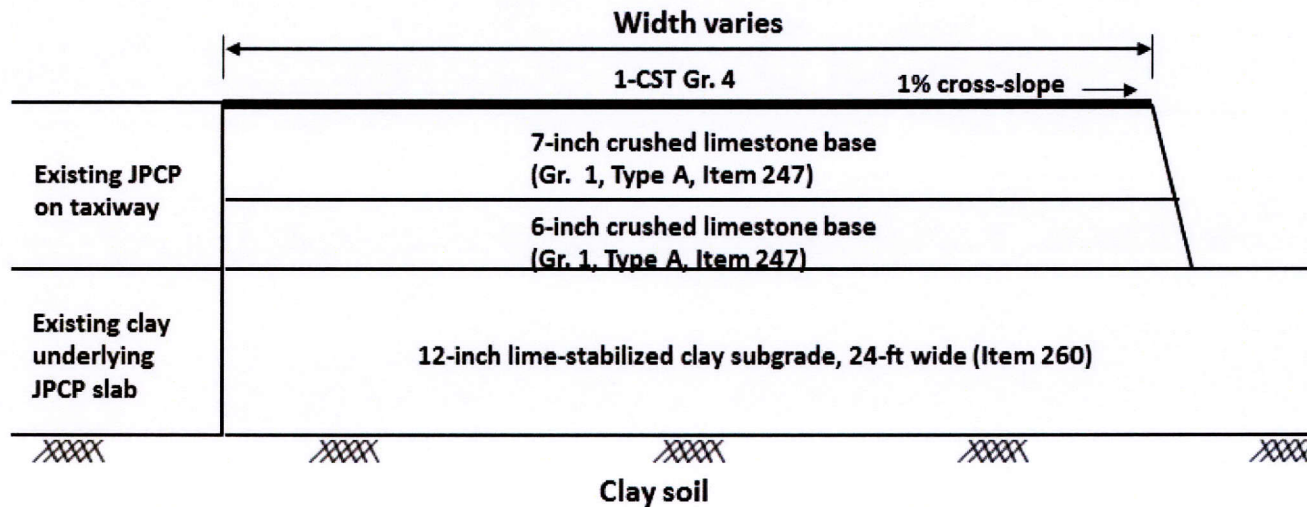 Width varies
1-CST Gr. 4
1% cross-slope
Existing JPCP
on taxiway
7-inch crushed limestone base
(Gr. 1, Type A, Item 247)
6-inch crushed limestone base
(Gr. 1, Type A, Item 247)
Existing clay
underlying
JPCP slab
12-inch lime-stabilized clay subgrade, 24-ft wide (Item 260)
Clay soil